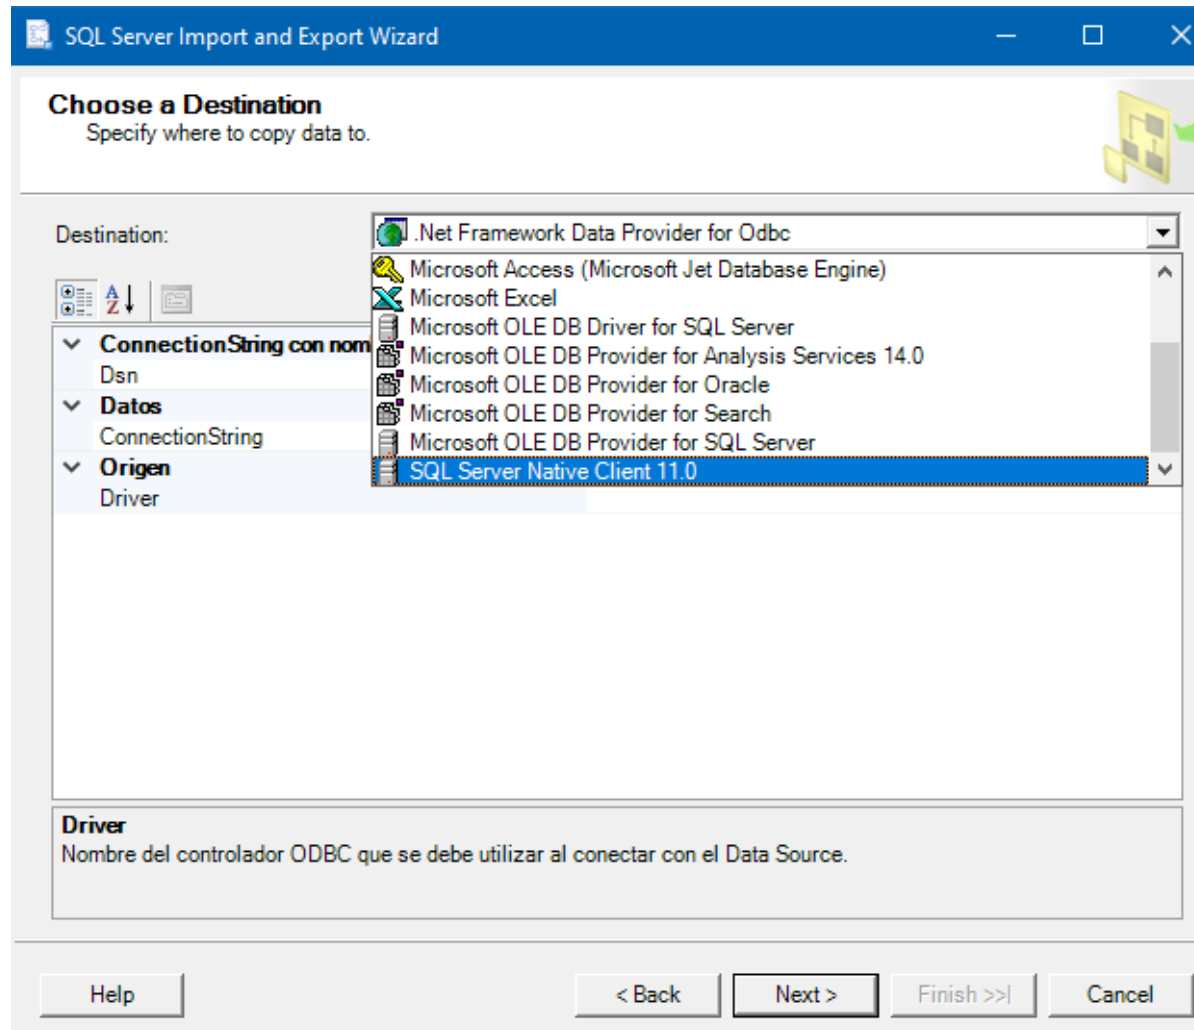 SQL Server Import and Export Wizard
Choose a Destination
Specify where to copy data to.
Destination:
.Net Framework Data Provider for Odbc
Microsoft Access (Microsoft Jet Database Engine)
Microsoft Excel
Microsoft OLE DB Driver for SQL Server
Microsoft OLE DB Provider for Analysis Services 14.0
Microsoft OLE DB Provider for Oracle
Microsoft OLE DB Provider for Search
Microsoft OLE DB Provider for SQL Server
SQL Server Native Client 11.0
ConnectionString con nom
Dsn
Datos
ConnectionString
Origen
Driver
Driver
Nombre del controlador ODBC que se debe utilizar al conectar con el Data Source.
Help
< Back
Next >
Finish >>|
Cancel